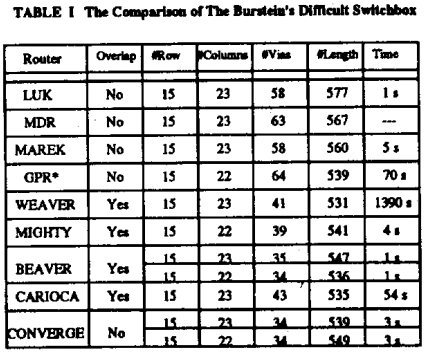 TABLE I The Comparison of The Burstein's Difficult Switchbox
Router Overlap #Row #Columns #Vias #Length Time
LUK No 15 23 58 577 1 s
MDR No 15 23 63 567 ---
MAREK No 15 23 58 560 5 s
GPR* No 15 22 64 539 70 s
WEAVER Yes 15 23 41 531 1390 s
MIGHTY Yes 15 22 39 541 4 s
BEAVER Yes 15 23 35 547 1 s
15 22 34 536 1 s
CARIOCA Yes 15 23 43 535 54 s
CONVERGE No 15 23 34 539 3 s
15 22 34 549 3 s